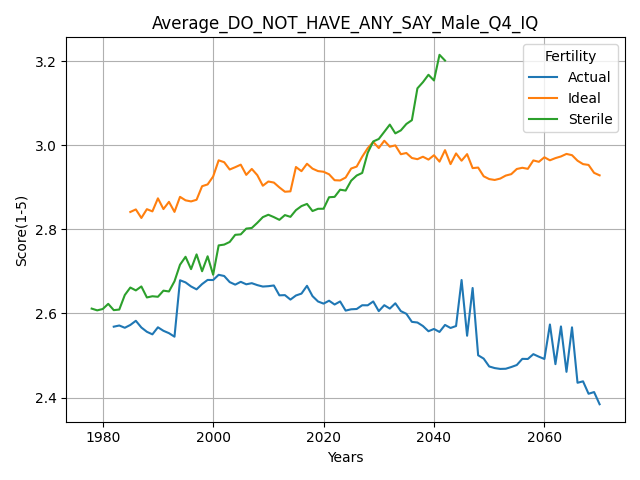 Average_DO_NOT_HAVE_ANY_SAY_Male_Q4_IQ
Fertility
Actual
Ideal
Sterile
Score(1-5)
3.2
3.0
2.8
2.6
2.4
1980
2000
2020
2040
2060
Years